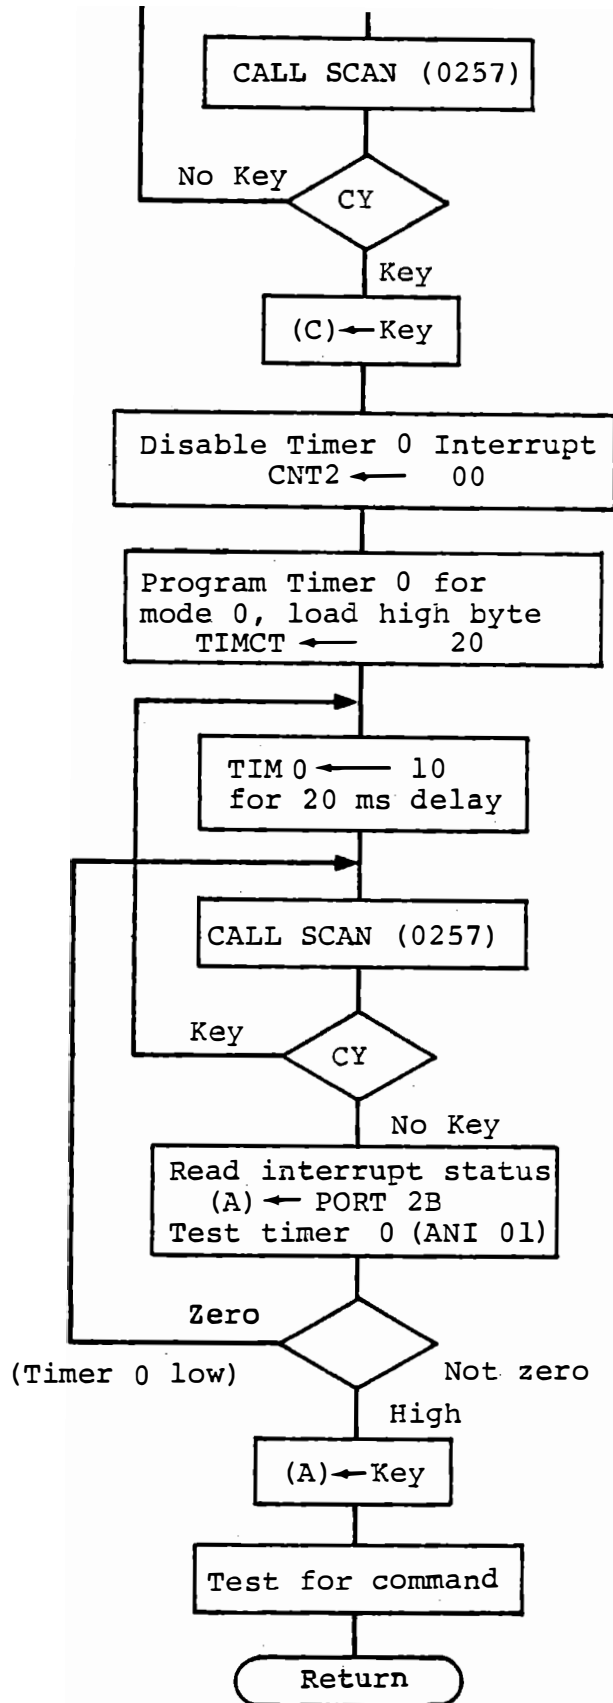 CALL SCAN (0257)
No Key
CY
Key
(C)←Key
Disable Timer 0 Interrupt
CNT2 ← 00
Program Timer 0 for
mode 0, load high byte
TIMCT ← 20
TIM0 ← 10
for 20 ms delay
CALL SCAN (0257)
Key
CY
No Key
Read interrupt status
(A) ← PORT 2B
Test timer 0 (ANI 01)
Zero
(Timer 0 low)
Not zero
High
(A)←Key
Test for command
Return